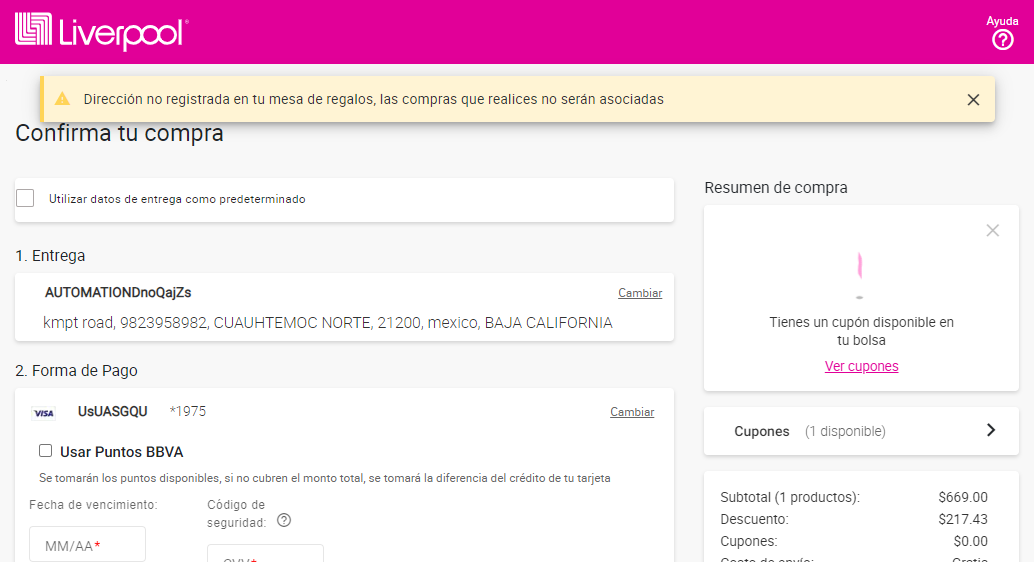 Liverpool
Ayuda
Dirección no registrada en tu mesa de regalos, las compras que realices no serán asociadas
Confirma tu compra
Utilizar datos de entrega como predeterminado
1. Entrega
AUTOMATIONDnoQajZs
Cambiar
kmpt road, 9823958982, CUAUHTEMOC NORTE, 21200, mexico, BAJA CALIFORNIA
2. Forma de Pago
VISA UsUASGQU *1975
Cambiar
Usar Puntos BBVA
Se tomarán los puntos disponibles, si no cubren el monto total, se tomará la diferencia del crédito de tu tarjeta
Fecha de vencimiento:
MM/AA*
Código de
seguridad:
CVV*
Resumen de compra
Tienes un cupón disponible en
tu bolsa
Ver cupones
Cupones (1 disponible)
Subtotal (1 productos): $669.00
Descuento: $217.43
Cupones: $0.00
Costo de envío: Gratis